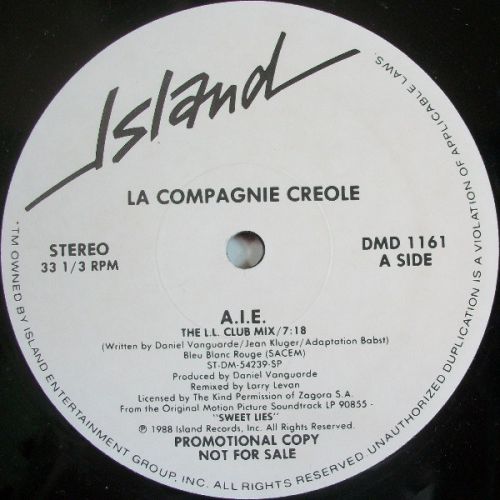 Island
LA COMPAGNIE CREOLE
STEREO
33 1/3 RPM
DMD 1161
A SIDE
A.I.E.
THE L.L. CLUB MIX/7:18
(Written by Daniel Vanguarde/Jean Kluger/Adaptation Babst)
Bleu Blanc Rouge (SACEM)
ST-DM-54239-SP
Produced by Daniel Vanguarde
Remixed by Larry Levan
Licensed by The Kind Permission of Zagora S.A.
From the Original Motion Picture Soundtrack LP 90855 -
"SWEET LIES"
℗ 1988 Island Records, Inc. All Rights Reserved.
PROMOTIONAL COPY
NOT FOR SALE
*TM OWNED BY ISLAND ENTERTAINMENT GROUP, INC. ALL RIGHTS RESERVED. UNAUTHORIZED DUPLICATION IS A VIOLATION OF APPLICABLE LAWS.